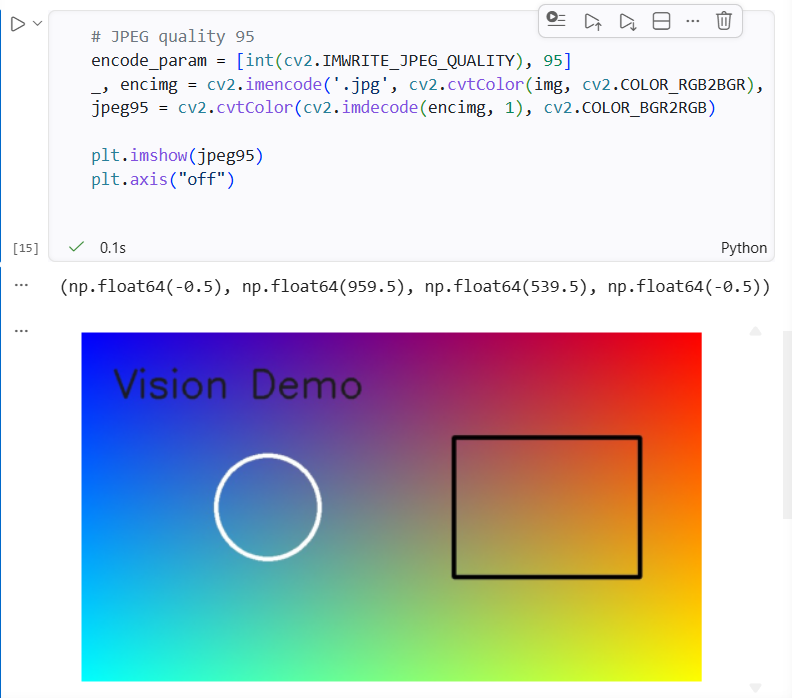 # JPEG quality 95
encode_param = [int(cv2.IMWRITE_JPEG_QUALITY), 95]
_, encimg = cv2.imencode('.jpg', cv2.cvtColor(img, cv2.COLOR_RGB2BGR),
jpeg95 = cv2.cvtColor(cv2.imdecode(encimg, 1), cv2.COLOR_BGR2RGB)
plt.imshow(jpeg95)
plt.axis("off")
[15] 0.1s Python
(np.float64(-0.5), np.float64(959.5), np.float64(539.5), np.float64(-0.5))
Vision Demo